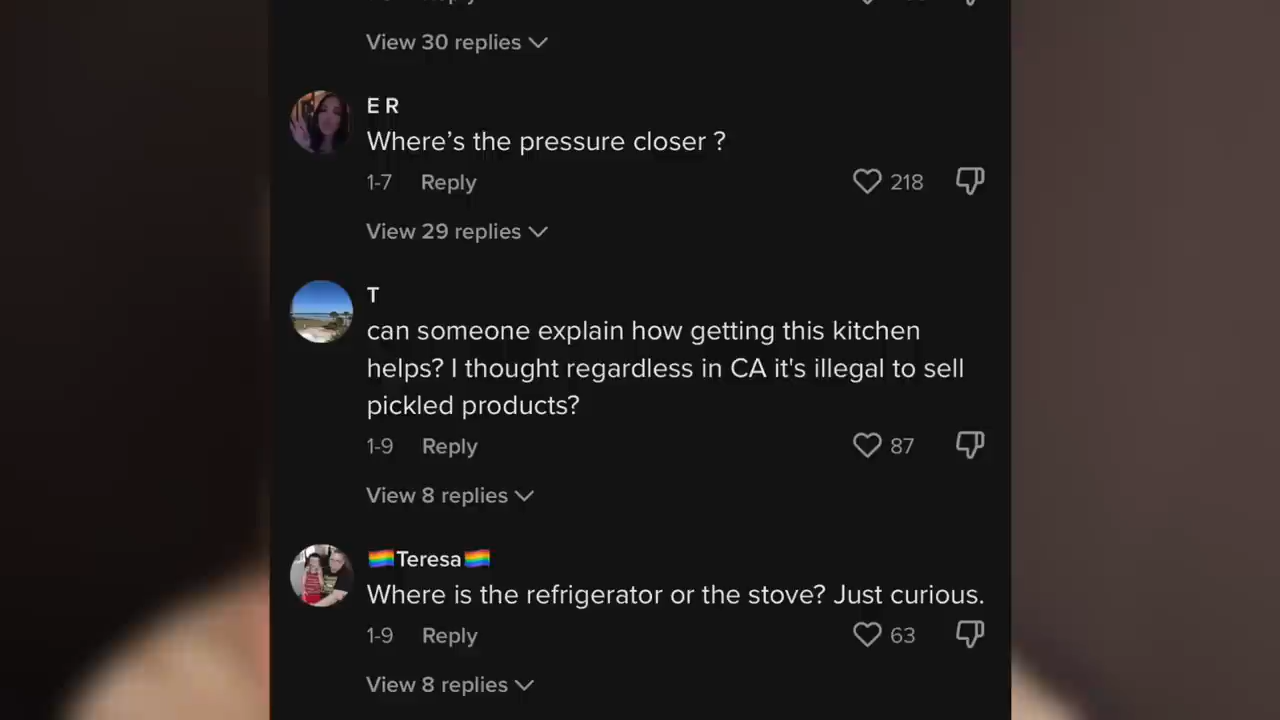 View 30 replies
E R
Where’s the pressure closer ?
1-7 Reply 218
View 29 replies
T
can someone explain how getting this kitchen
helps? I thought regardless in CA it's illegal to sell
pickled products?
1-9 Reply 87
View 8 replies
🏳️‍🌈Teresa🏳️‍🌈
Where is the refrigerator or the stove? Just curious.
1-9 Reply 63
View 8 replies